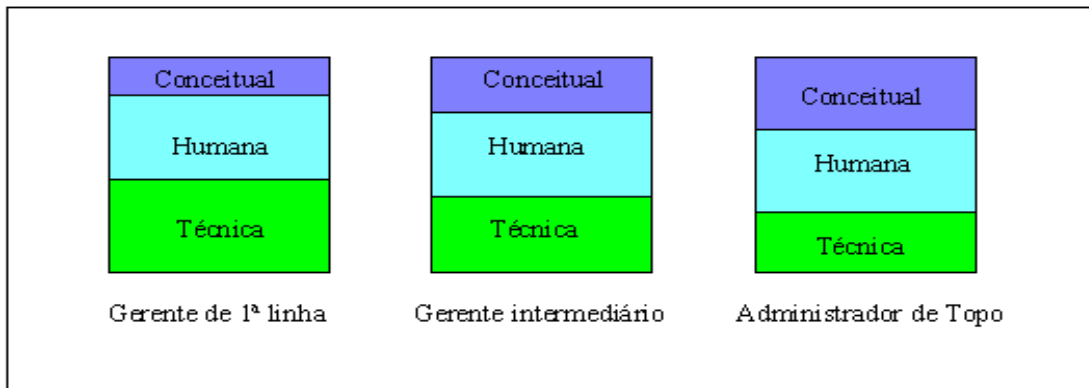 Conceitual
Humana
Técnica
Gerente de 1ª linha
Conceitual
Humana
Técnica
Gerente intermediário
Conceitual
Humana
Técnica
Administrador de Topo